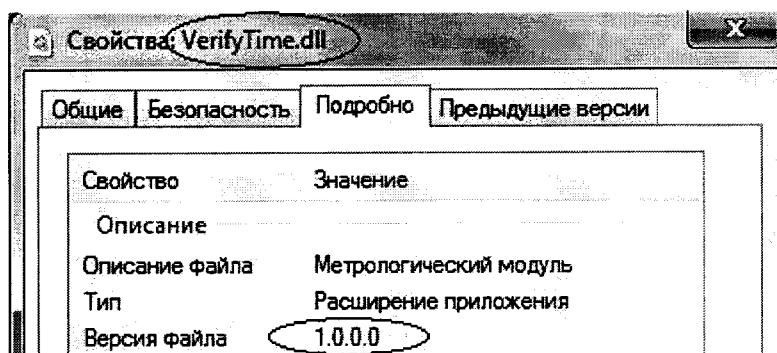 Свойства: VerifyTime.dll
Общие Безопасность Подробно Предыдущие версии
Свойство Значение
Описание
Описание файла Метрологический модуль
Тип Расширение приложения
Версия файла 1.0.0.0